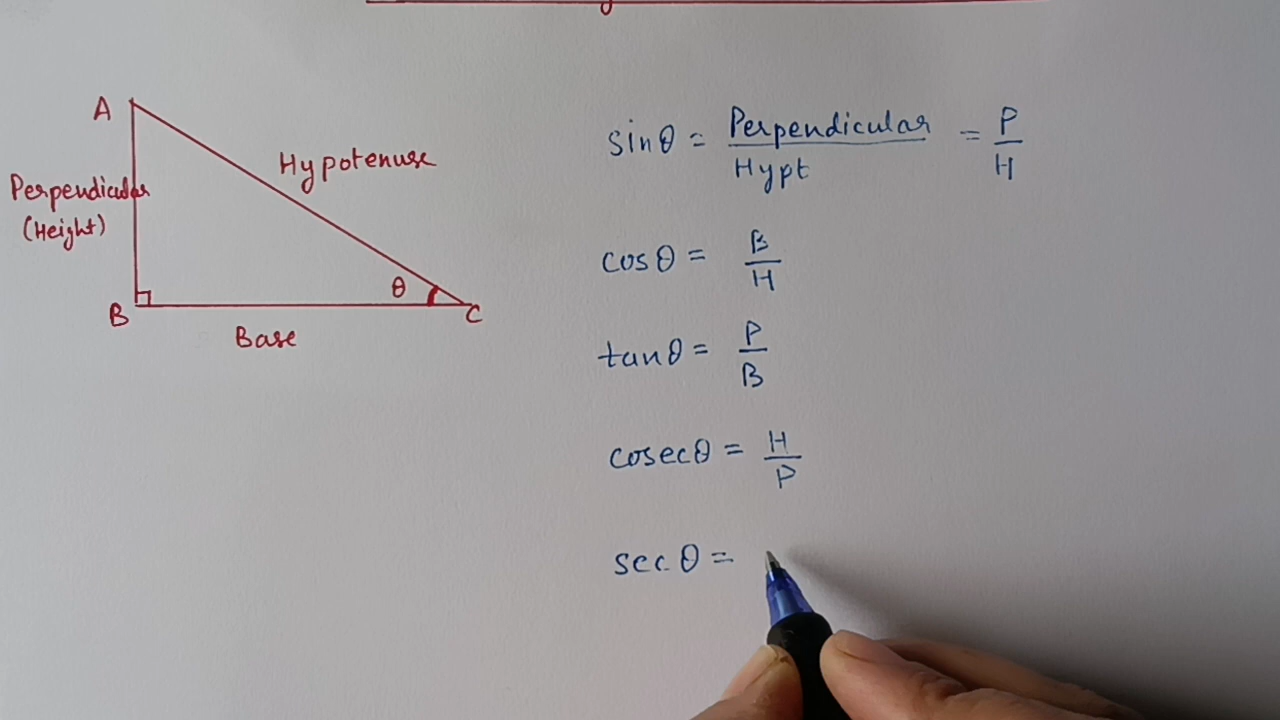 A
Hypotenuse
Perpendicular
(Height)
θ
B
C
Base
sinθ = Perpendicular/Hypt = P/H
cosθ = B/H
tanθ = P/B
cosecθ = H/P
secθ =